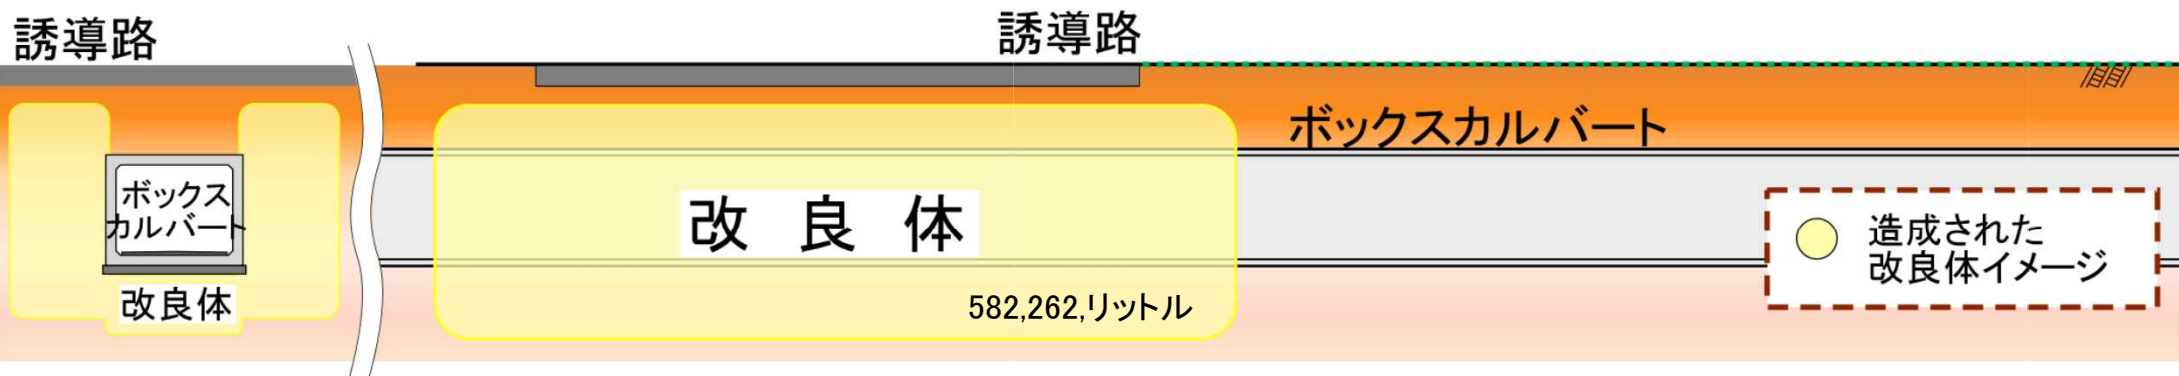 誘導路
誘導路
ボックスカルバート
ボックス
カルバート
改良体
改良体
582,262,リットル
造成された
改良体イメージ